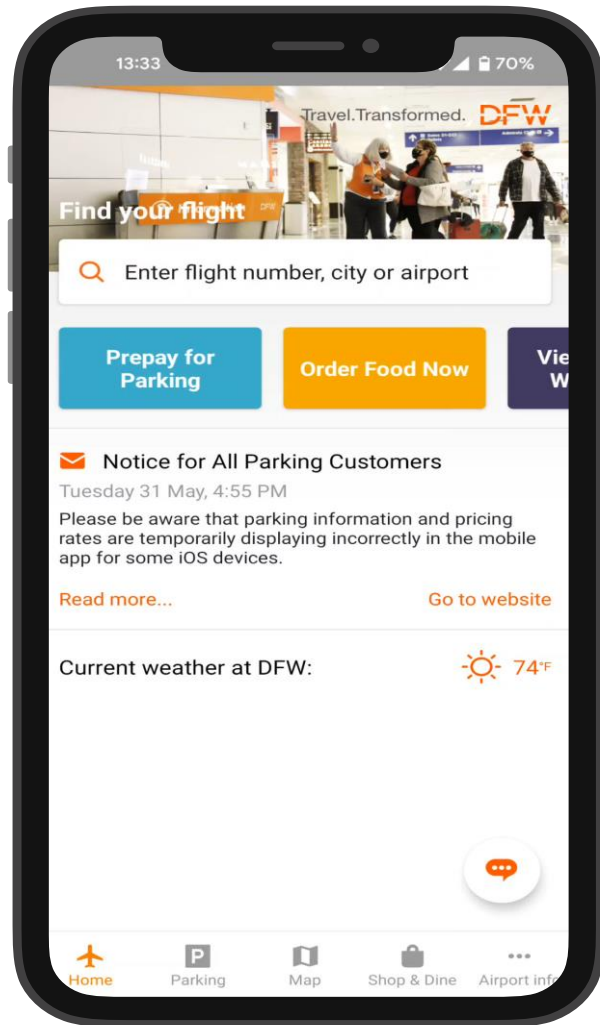 13:33
70%
Travel.Transformed. DFW
Find your flight
Enter flight number, city or airport
Prepay for
Parking
Order Food Now
Vie
W
Notice for All Parking Customers
Tuesday 31 May, 4:55 PM
Please be aware that parking information and pricing
rates are temporarily displaying incorrectly in the mobile
app for some iOS devices.
Read more...
Go to website
Current weather at DFW:
74°F
P
Home
Parking
Map
Shop & Dine
Airport info